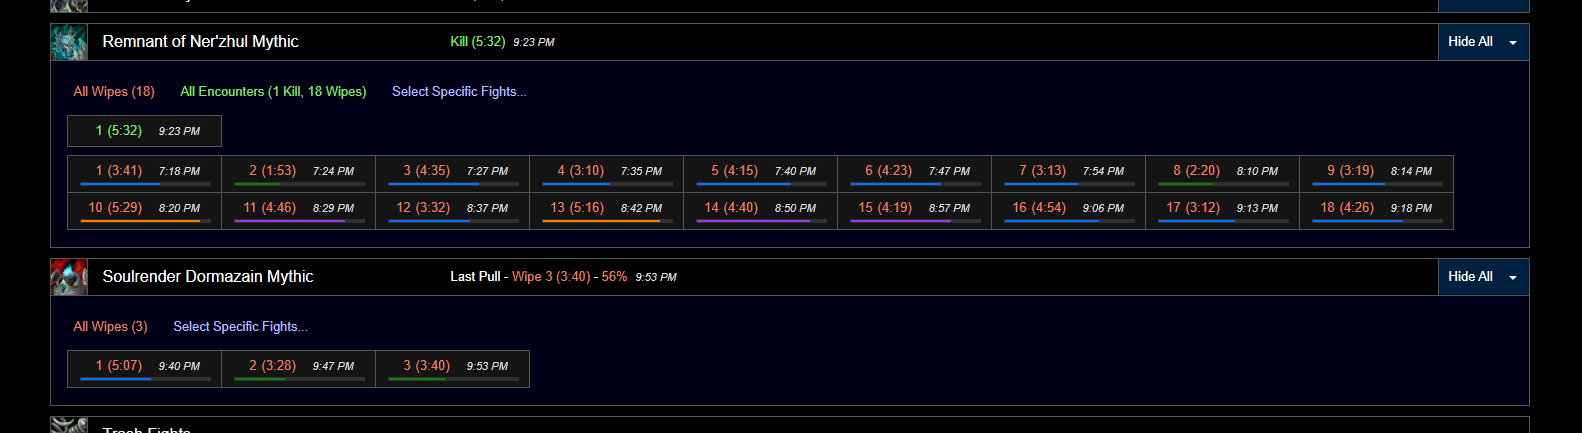 Remnant of Ner'zhul Mythic Kill (5:32) 9:23 PM Hide All
All Wipes (18) All Encounters (1 Kill, 18 Wipes) Select Specific Fights...
1 (5:32) 9:23 PM
1 (3:41) 7:18 PM 2 (1:53) 7:24 PM 3 (4:35) 7:27 PM 4 (3:10) 7:35 PM 5 (4:15) 7:40 PM 6 (4:23) 7:47 PM 7 (3:13) 7:54 PM 8 (2:20) 8:10 PM 9 (3:19) 8:14 PM
10 (5:29) 8:20 PM 11 (4:46) 8:29 PM 12 (3:32) 8:37 PM 13 (5:16) 8:42 PM 14 (4:40) 8:50 PM 15 (4:19) 8:57 PM 16 (4:54) 9:06 PM 17 (3:12) 9:13 PM 18 (4:26) 9:18 PM
Soulrender Dormazain Mythic Last Pull - Wipe 3 (3:40) - 56% 9:53 PM Hide All
All Wipes (3) Select Specific Fights...
1 (5:07) 9:40 PM 2 (3:28) 9:47 PM 3 (3:40) 9:53 PM
Trash Fights